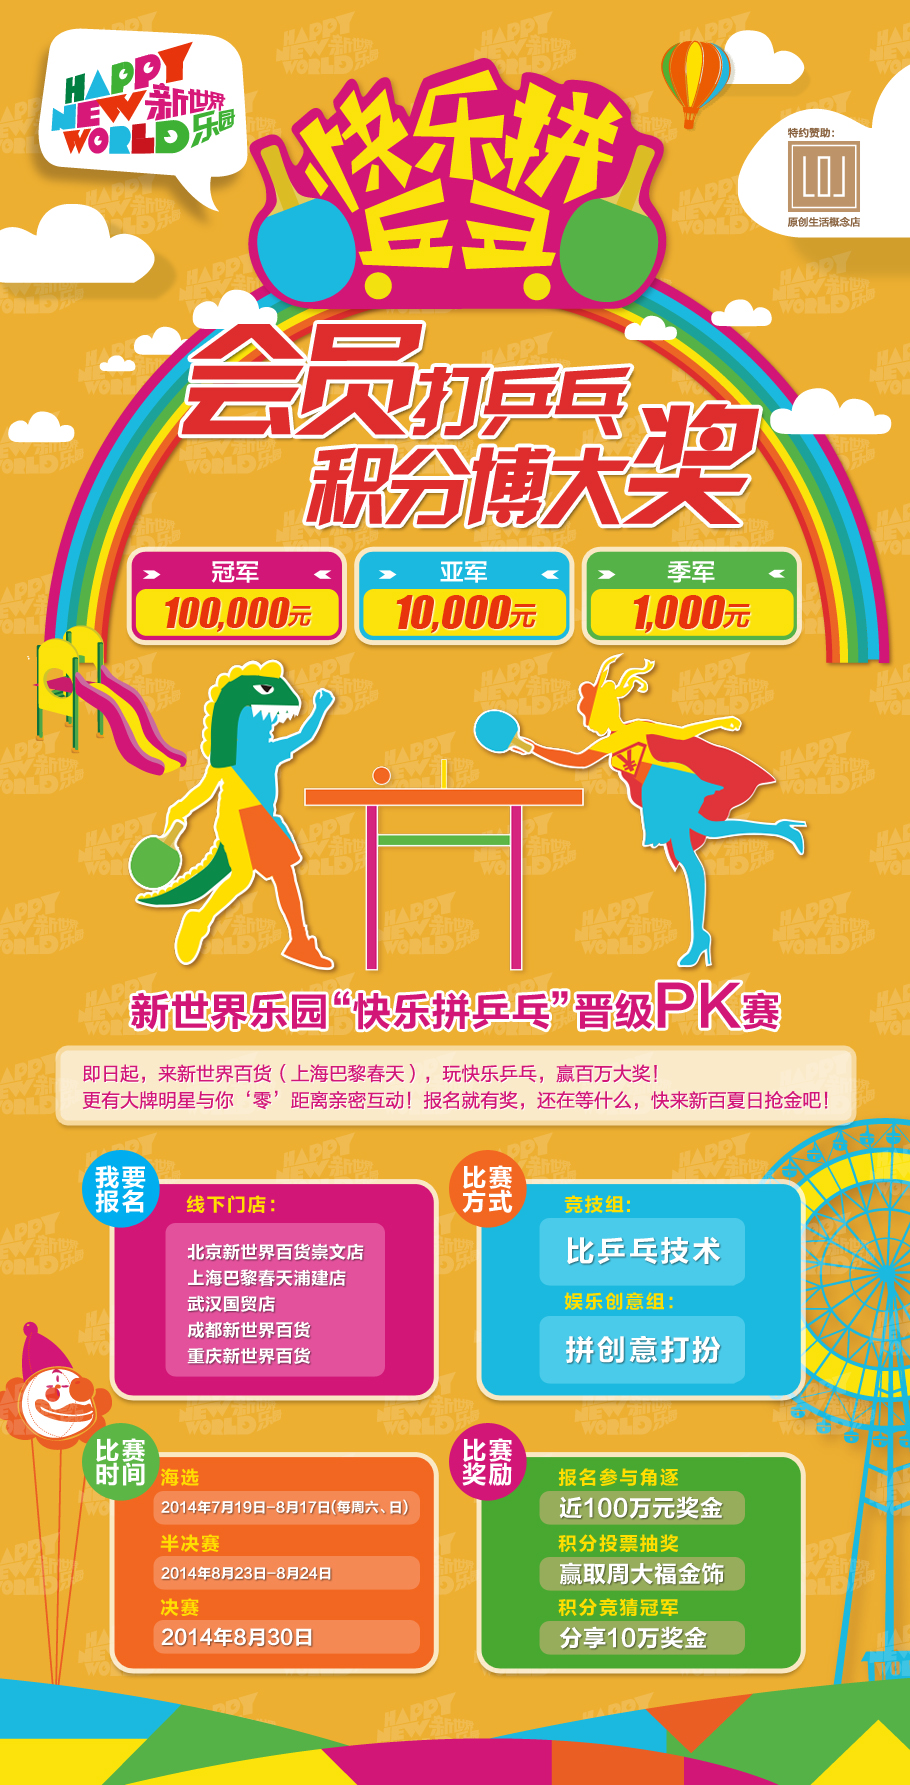 HAPPY
NEW新世界
WORLD乐园
特约赞助：
LOL
原创生活概念店
快乐拼
乒乓
会员打乒乓
积分博大奖
冠军
100,000元
亚军
10,000元
季军
1,000元
¥
新世界乐园“快乐拼乒乓”晋级PK赛
即日起，来新世界百货（上海巴黎春天），玩快乐乒乓，赢百万大奖！
更有大牌明星与你‘零’距离亲密互动！报名就有奖，还在等什么，快来新百夏日抢金吧！
我要
报名
线下门店：
北京新世界百货崇文店
上海巴黎春天浦建店
武汉国贸店
成都新世界百货
重庆新世界百货
比赛
方式
竞技组：
比乒乓技术
娱乐创意组：
拼创意打扮
比赛
时间
海选
2014年7月19日-8月17日(每周六、日)
半决赛
2014年8月23日-8月24日
决赛
2014年8月30日
比赛
奖励
报名参与角逐
近100万元奖金
积分投票抽奖
赢取周大福金饰
积分竞猜冠军
分享10万奖金